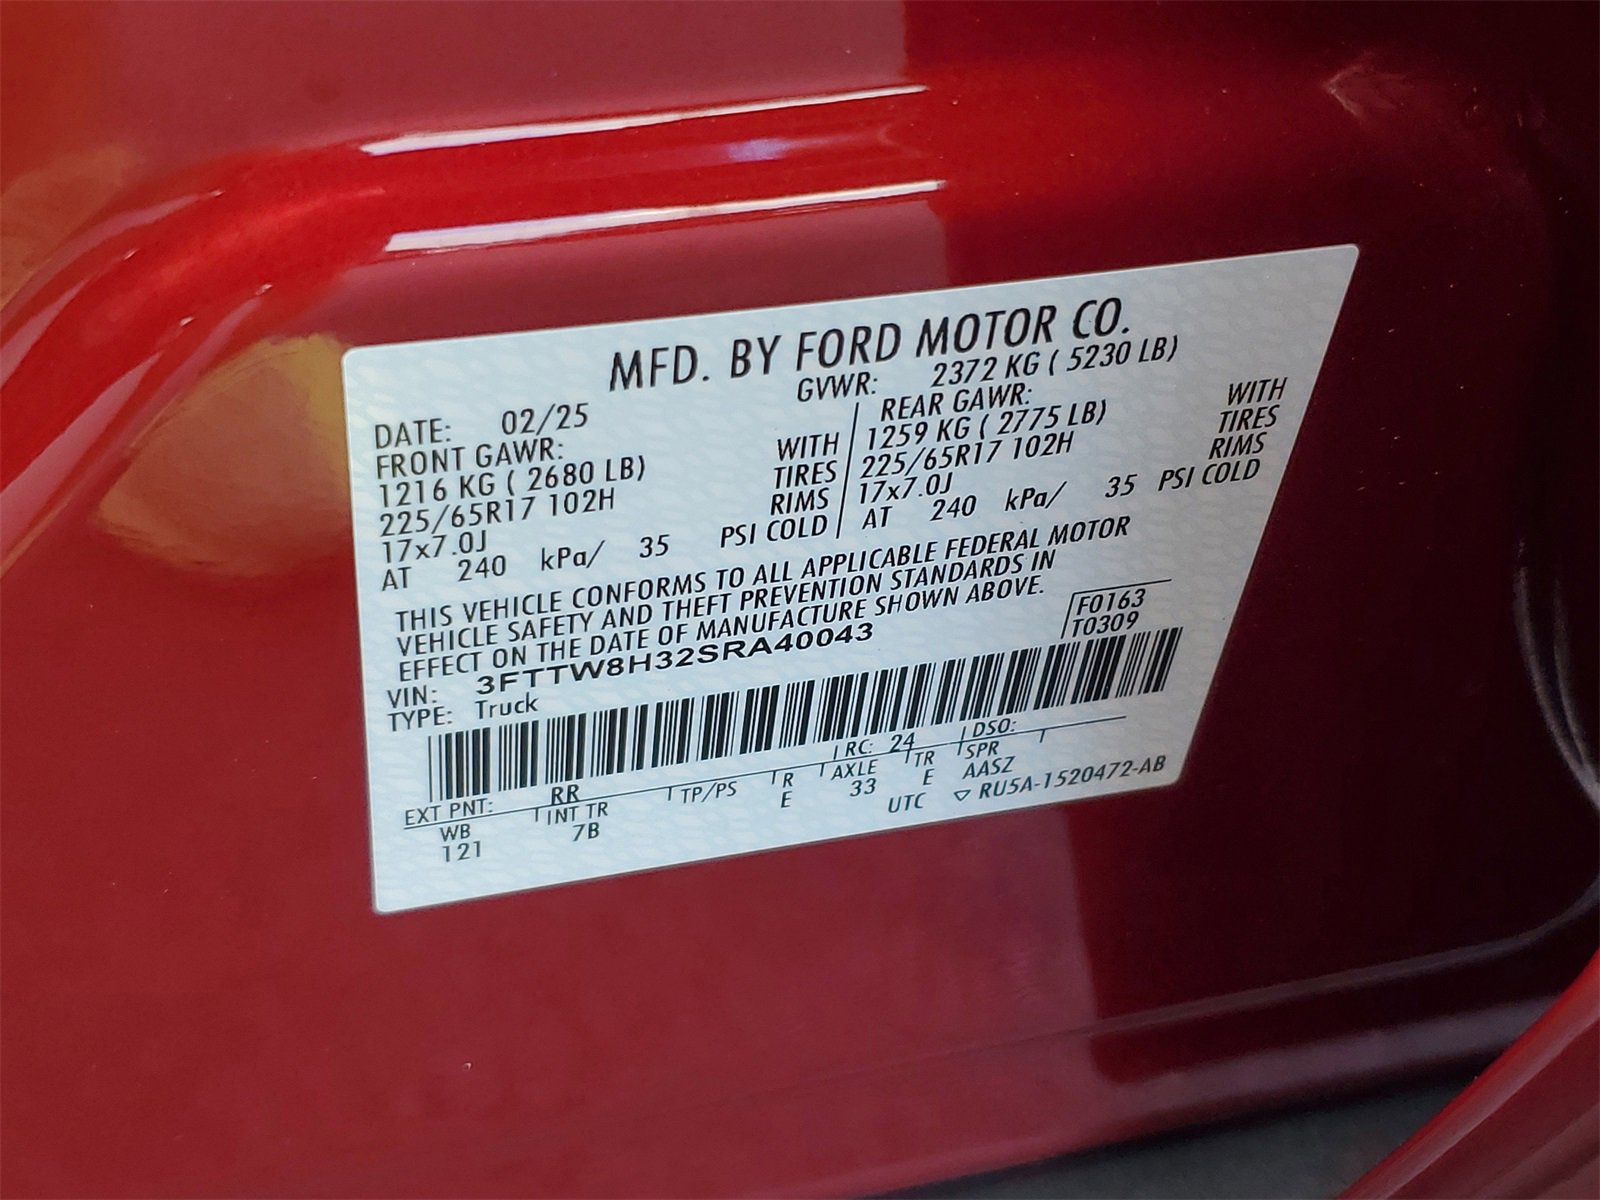 MFD. BY FORD MOTOR CO.
DATE: 02/25 GVWR: 2372 KG ( 5230 LB)
FRONT GAWR: REAR GAWR:
1216 KG ( 2680 LB) WITH 1259 KG ( 2775 LB) WITH
225/65R17 102H TIRES 225/65R17 102H TIRES
17x7.0J RIMS 17x7.0J RIMS
AT 240 kPa/ 35 PSI COLD AT 240 kPa/ 35 PSI COLD
THIS VEHICLE CONFORMS TO ALL APPLICABLE FEDERAL MOTOR
VEHICLE SAFETY AND THEFT PREVENTION STANDARDS IN
EFFECT ON THE DATE OF MANUFACTURE SHOWN ABOVE.
F0163
VIN: 3FTTW8H32SRA40043 T0309
TYPE: Truck
EXT PNT: RR RC: 24 DSO:
WB INT TR TP/PS R AXLE TR SPR
121 7B E 33 E AASZ
UTC ▽ RU5A-1520472-AB